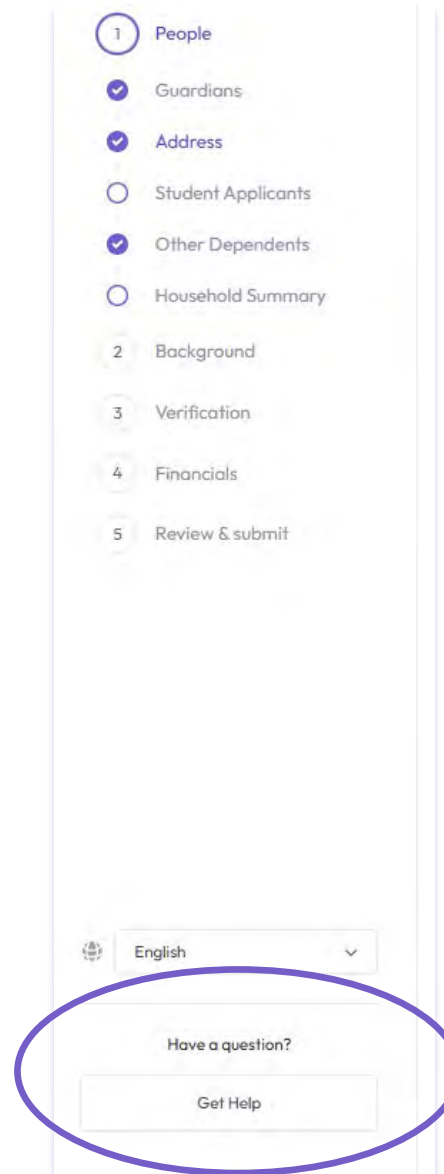 1 People
Guardians
Address
Student Applicants
Other Dependents
Household Summary
2 Background
3 Verification
4 Financials
5 Review & submit
English
Have a question?
Get Help